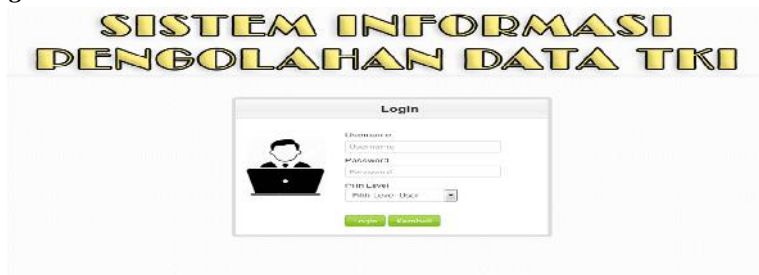 SISTEM INFORMASI
PENGOLAHAN DATA TKI
Login
Username
Username
Password
Password
Pilih Level
Pilih Level User
Login Kembali